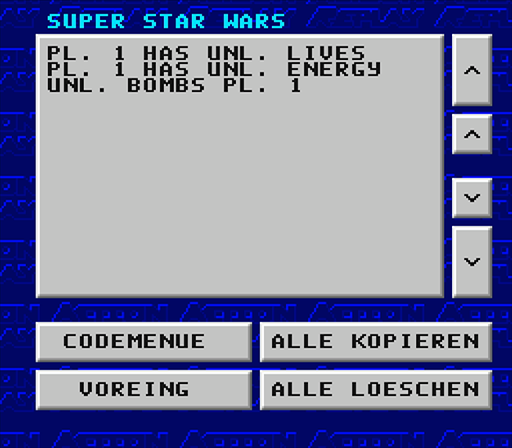 SUPER STAR WARS
PL. 1 HAS UNL. LIVES
PL. 1 HAS UNL. ENERGY
UNL. BOMBS PL. 1
CODEMENUE
ALLE KOPIEREN
VOREING
ALLE LOESCHEN